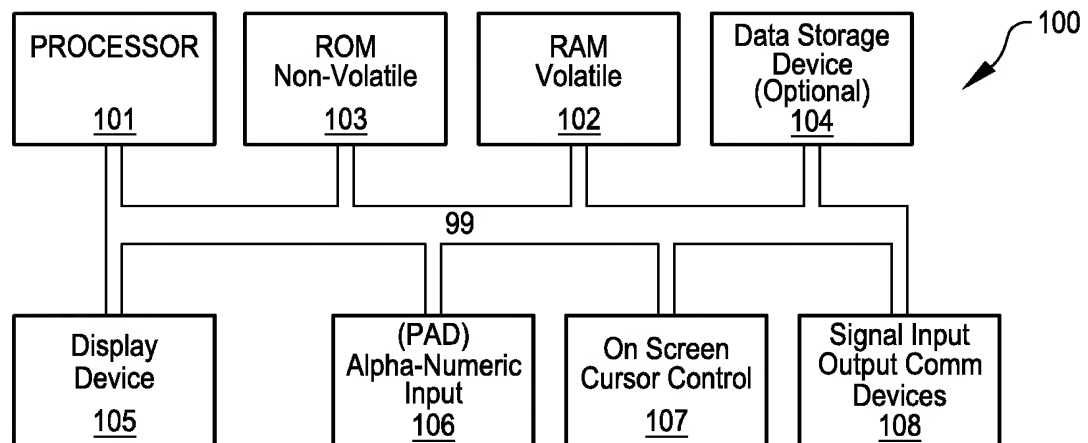 PROCESSOR
101
ROM
Non-Volatile
103
RAM
Volatile
102
Data Storage
Device
(Optional)
104
100
99
Display
Device
105
(PAD)
Alpha-Numeric
Input
106
On Screen
Cursor Control
107
Signal Input
Output Comm
Devices
108